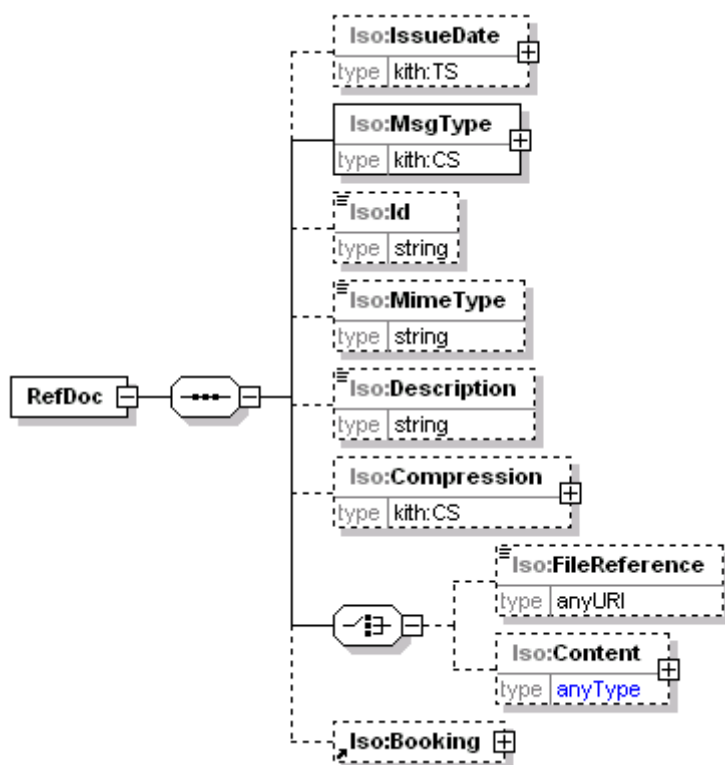 Iso:IssueDate
type kith:TS
Iso:MsgType
type kith:CS
Iso:Id
type string
Iso:MimeType
type string
RefDoc
Iso:Description
type string
Iso:Compression
type kith:CS
Iso:FileReference
type anyURI
Iso:Content
type anyType
Iso:Booking